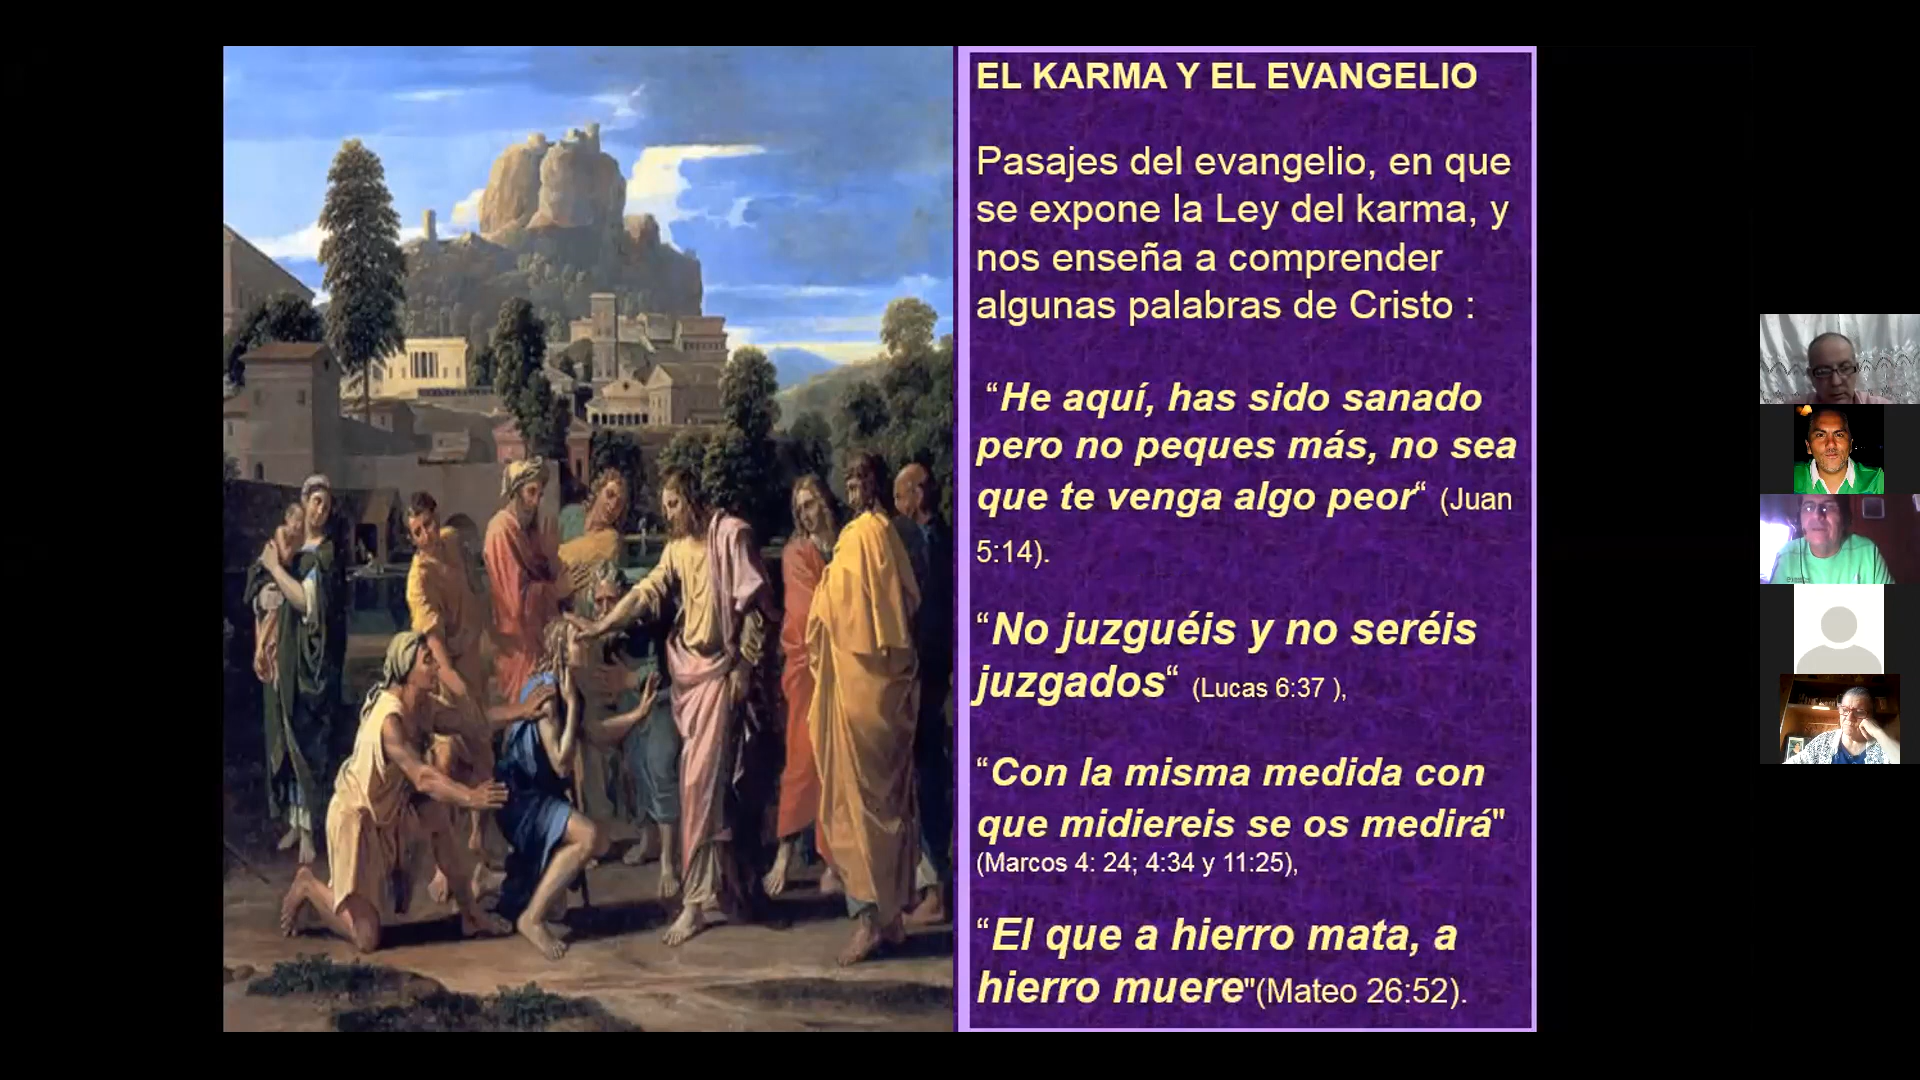 EL KARMA Y EL EVANGELIO
Pasajes del evangelio, en que
se expone la Ley del karma, y
nos enseña a comprender
algunas palabras de Cristo :
“He aquí, has sido sanado
pero no peques más, no sea
que te venga algo peor“ (Juan
5:14).
“No juzguéis y no seréis
juzgados“ (Lucas 6:37 ),
“Con la misma medida con
que midiereis se os medirá"
(Marcos 4: 24; 4:34 y 11:25),
“El que a hierro mata, a
hierro muere"(Mateo 26:52).